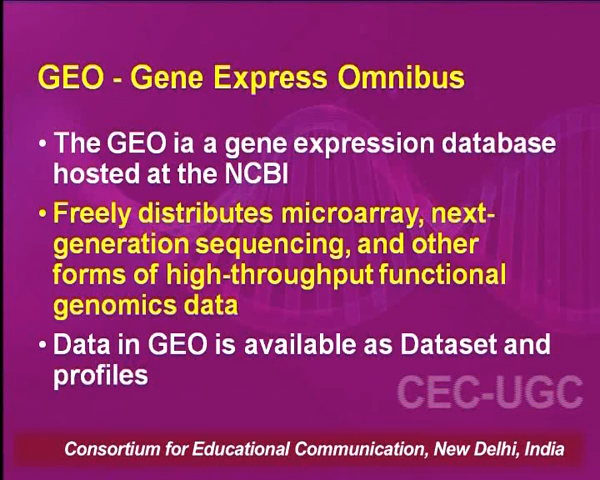 GEO - Gene Express Omnibus
• The GEO ia a gene expression database
hosted at the NCBI
• Freely distributes microarray, next-
generation sequencing, and other
forms of high-throughput functional
genomics data
• Data in GEO is available as Dataset and
profiles
CEC-UGC
Consortium for Educational Communication, New Delhi, India